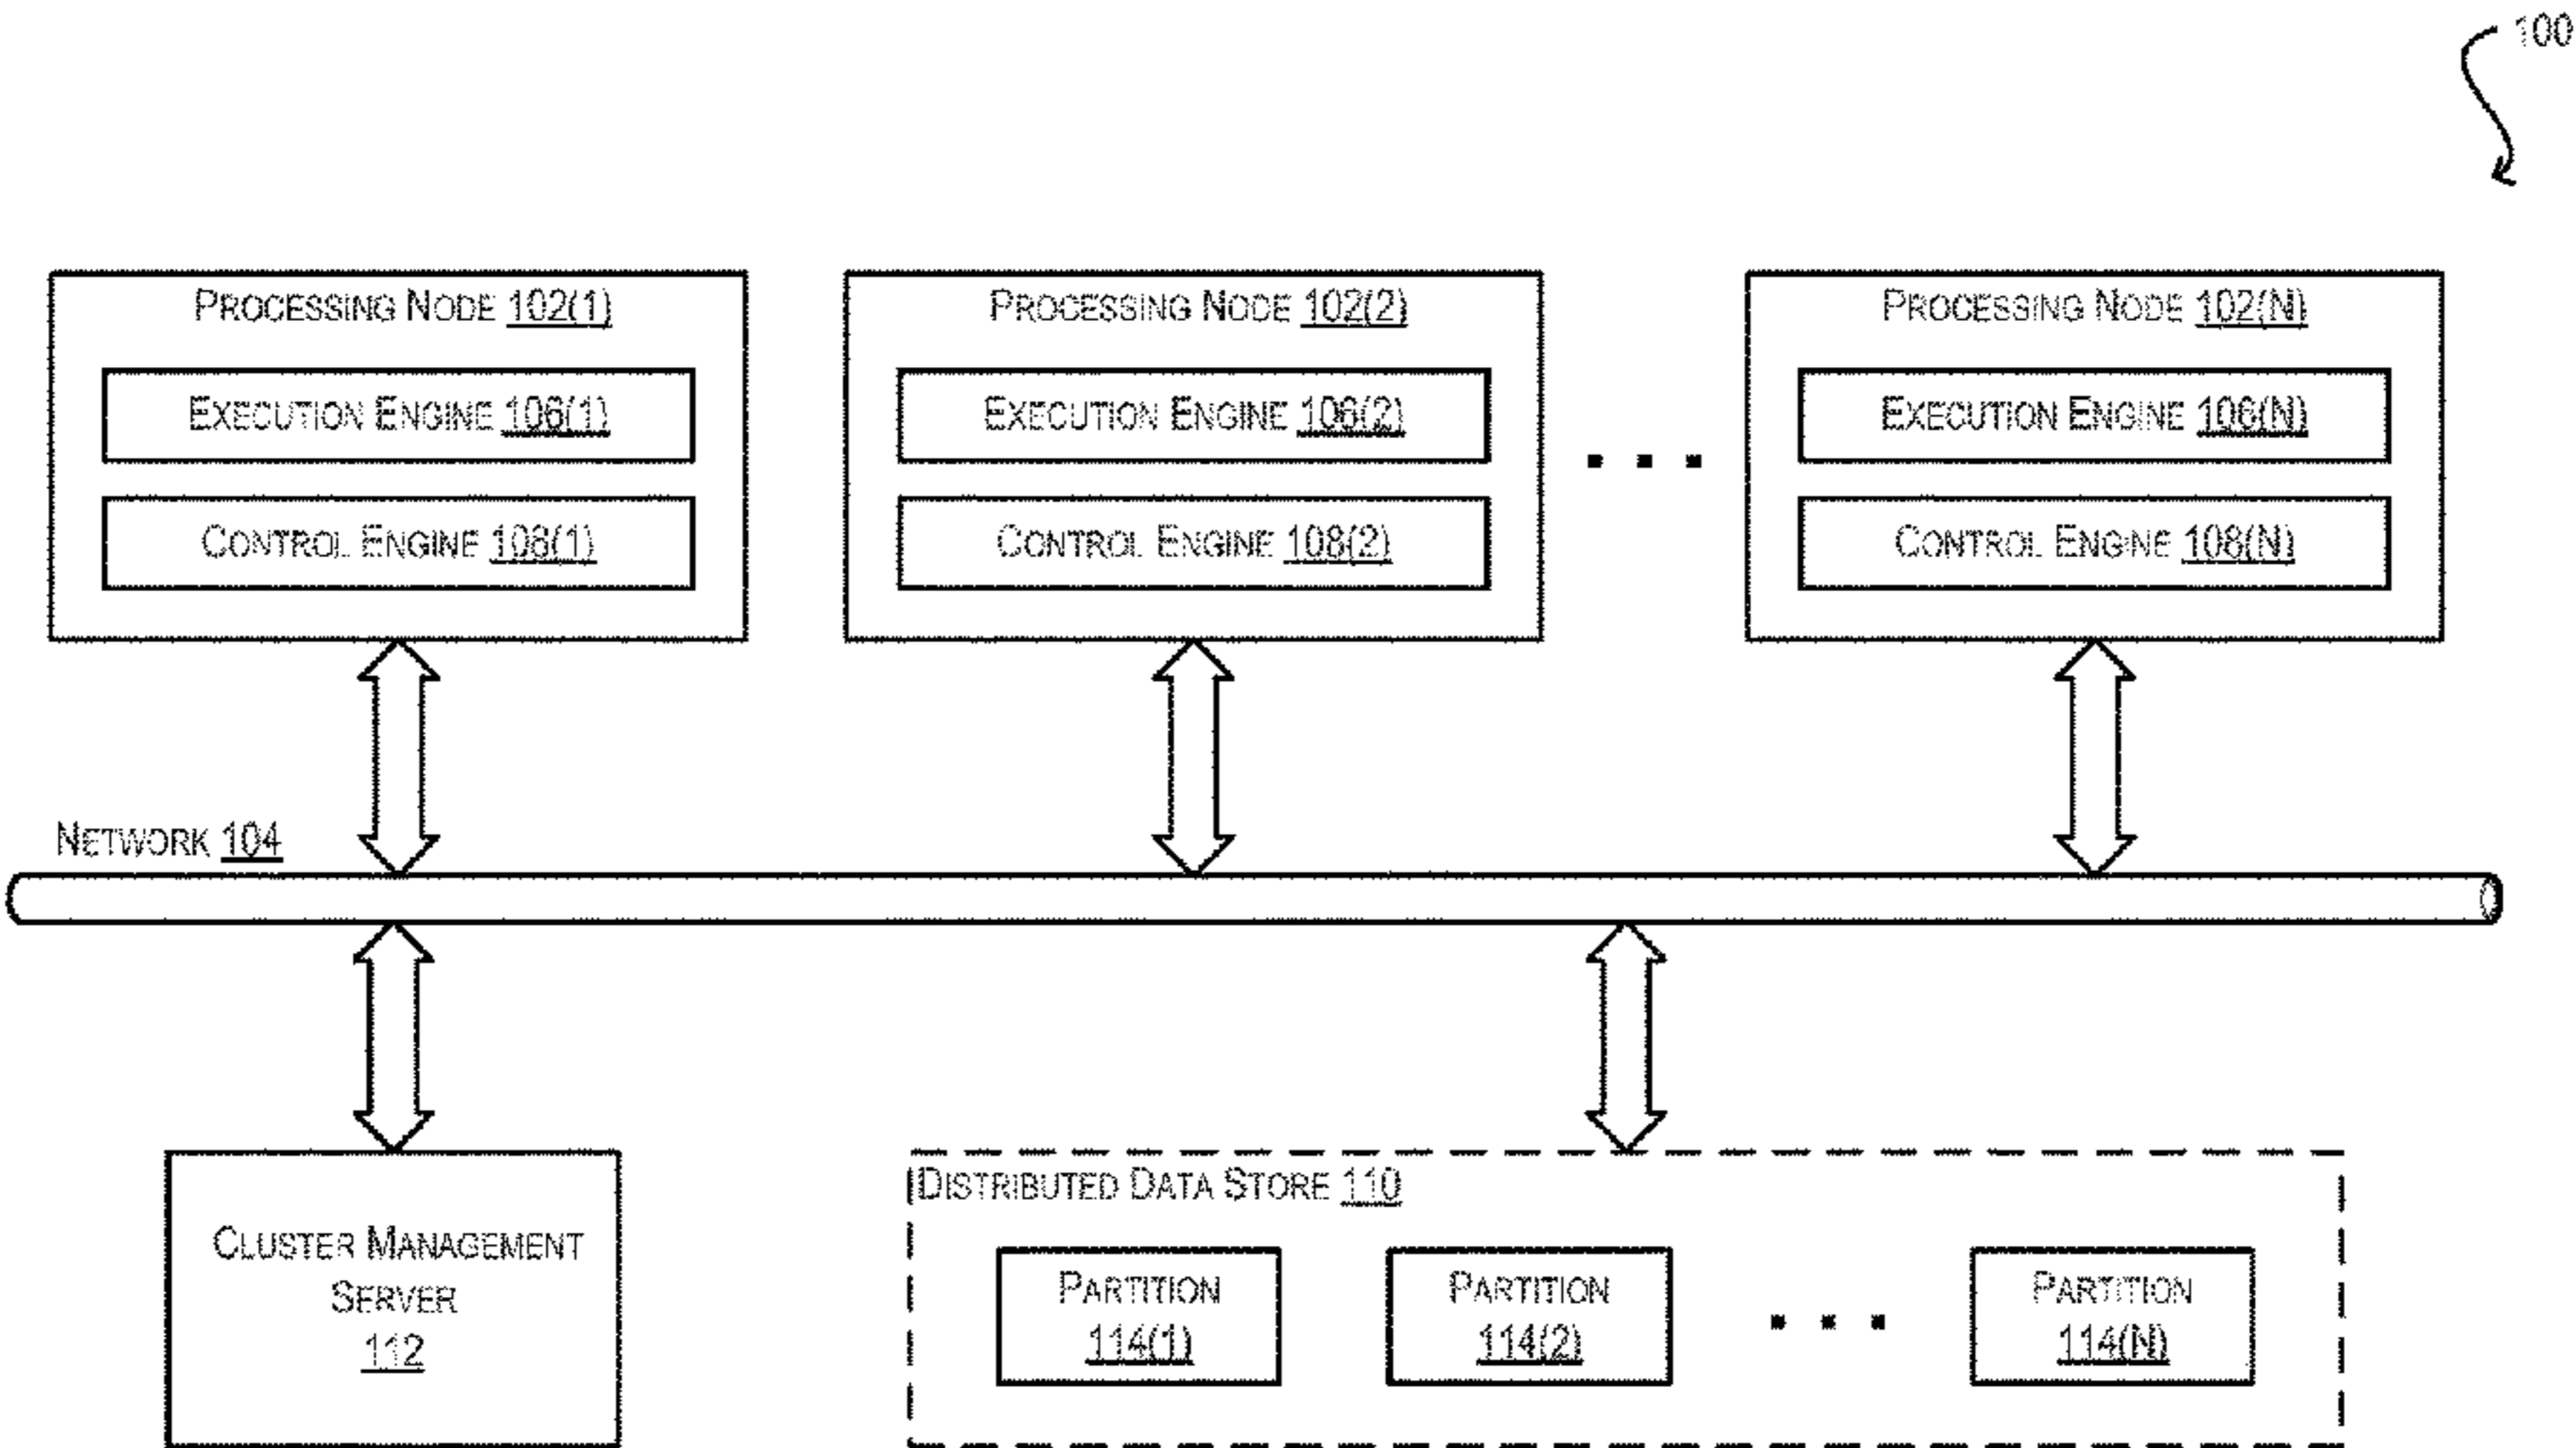 100
PROCESSING NODE 102(1)
EXECUTION ENGINE 106(1)
CONTROL ENGINE 108(1)
PROCESSING NODE 102(2)
EXECUTION ENGINE 106(2)
CONTROL ENGINE 108(2)
PROCESSING NODE 102(N)
EXECUTION ENGINE 106(N)
CONTROL ENGINE 108(N)
NETWORK 104
CLUSTER MANAGEMENT
SERVER
112
DISTRIBUTED DATA STORE 110
PARTITION
114(1)
PARTITION
114(2)
PARTITION
114(N)